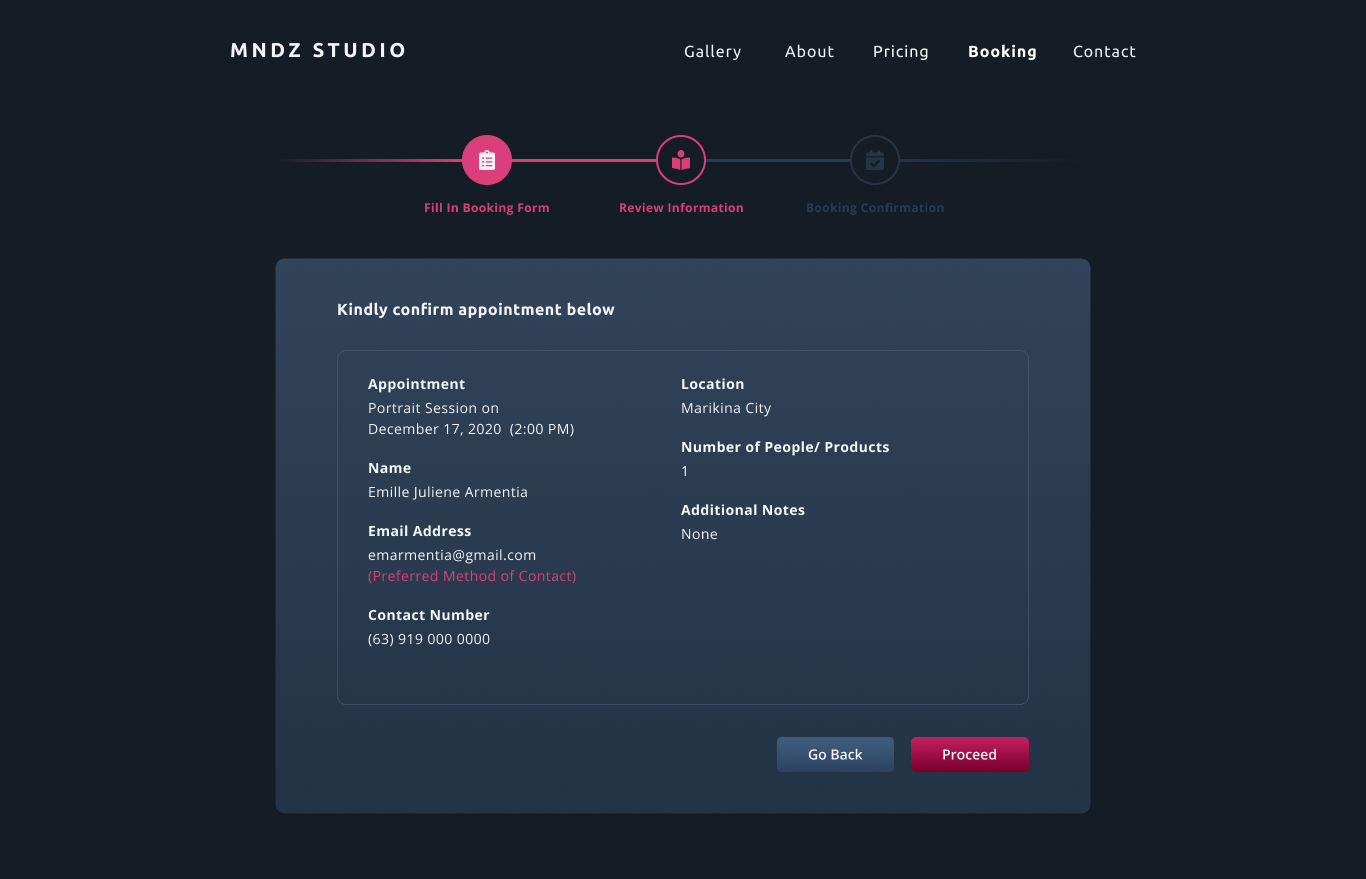 MNDZ STUDIO
Gallery About Pricing Booking Contact
Fill In Booking Form
Review Information
Booking Confirmation
Kindly confirm appointment below
Appointment
Portrait Session on
December 17, 2020 (2:00 PM)
Name
Emille Juliene Armentia
Email Address
emarmentia@gmail.com
(Preferred Method of Contact)
Contact Number
(63) 919 000 0000
Location
Marikina City
Number of People/ Products
1
Additional Notes
None
Go Back
Proceed